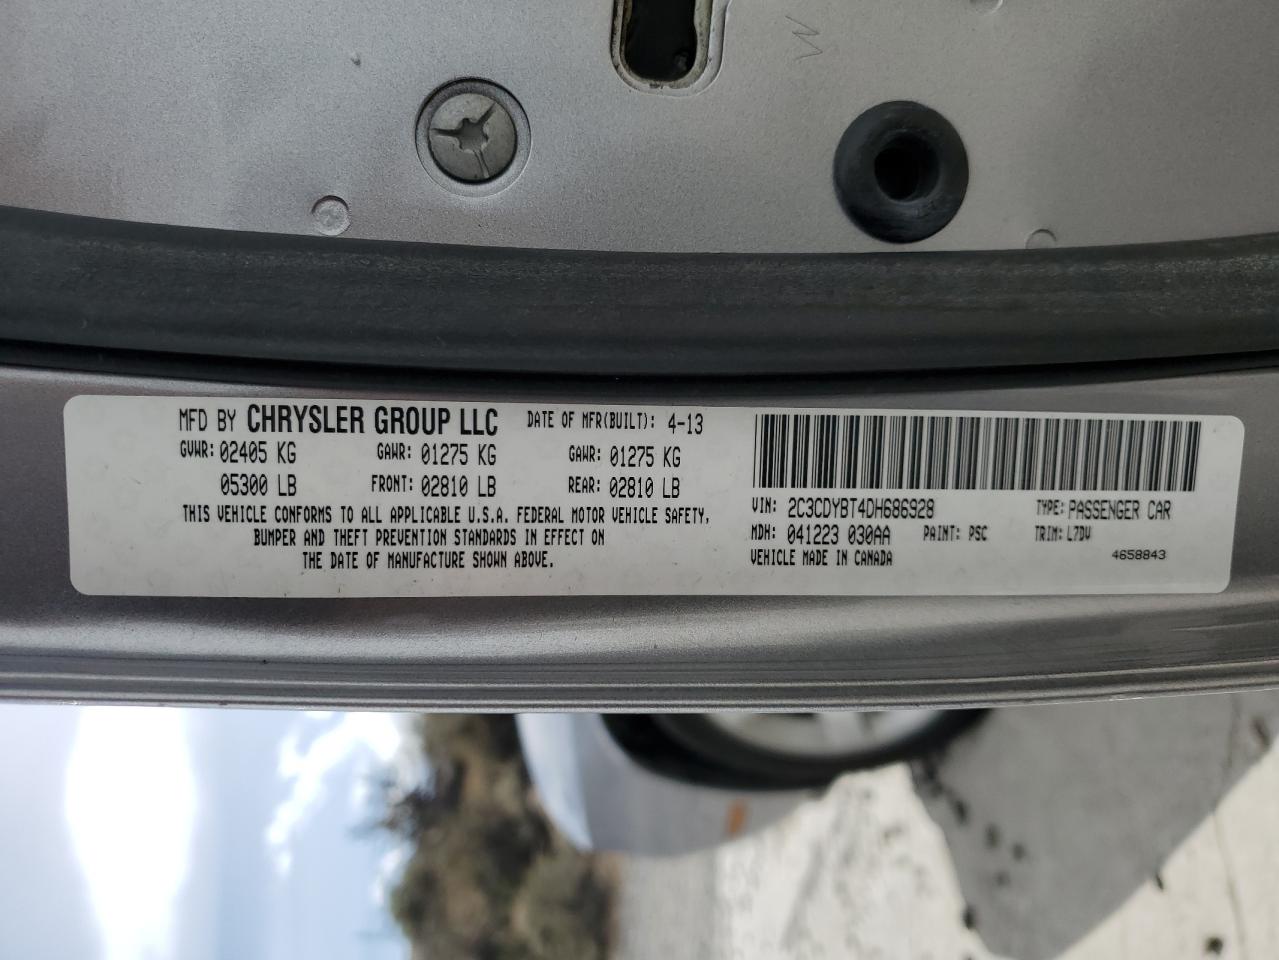 MFD BY CHRYSLER GROUP LLC DATE OF MFR(BUILT): 4-13
GVWR: 02405 KG GAWR: 01275 KG GAWR: 01275 KG
05300 LB FRONT: 02810 LB REAR: 02810 LB
THIS VEHICLE CONFORMS TO ALL APPLICABLE U.S.A. FEDERAL MOTOR VEHICLE SAFETY,
BUMPER AND THEFT PREVENTION STANDARDS IN EFFECT ON
THE DATE OF MANUFACTURE SHOWN ABOVE.
VIN: 2C3CDYBT4DH686928 TYPE: PASSENGER CAR
MDH: 041223 030AA PAINT: PSC TRIM: L7DV
VEHICLE MADE IN CANADA 4658843